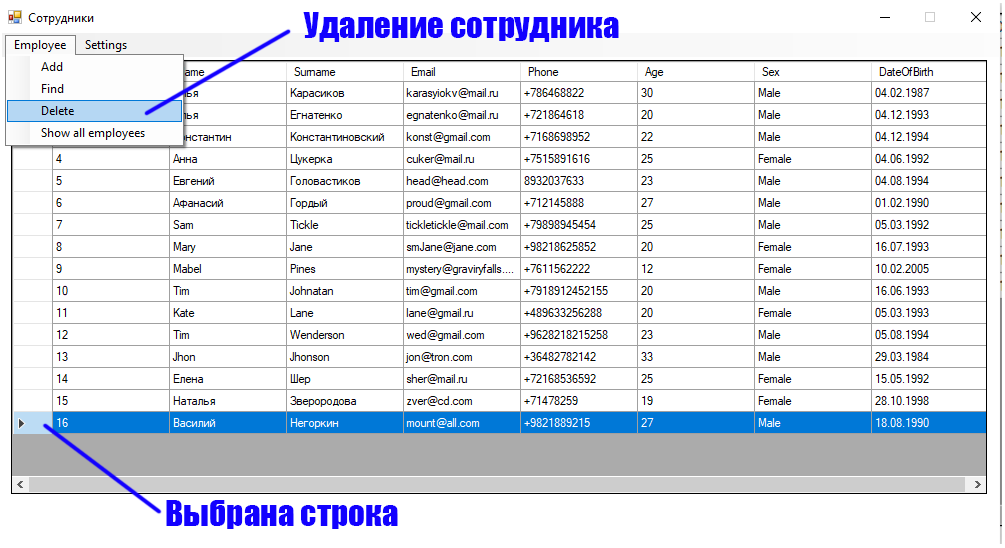 Сотрудники
Удаление сотрудника
Employee Settings
Add
Find
Delete
Show all employees
ame Surname Email Phone Age Sex DateOfBirth
ья Карасиков karasyiokv@mail.ru +786468822 30 Male 04.02.1987
ья Егнатенко egnatenko@mail.ru +721864618 20 Male 04.12.1993
онстантин Константиновский konst@gmail.com +7168698952 22 Male 04.12.1994
4 Анна Цукерка cuker@mail.ru +7515891616 25 Female 04.06.1992
5 Евгений Головастиков head@head.com 8932037633 23 Male 04.08.1994
6 Афанасий Гордый proud@gmail.com +712145888 27 Male 01.02.1990
7 Sam Tickle tickletickle@mail.com +79898945454 25 Male 05.03.1992
8 Mary Jane smJane@jane.com +98218625852 20 Female 16.07.1993
9 Mabel Pines mystery@graviryfalls.... +7611562222 12 Female 10.02.2005
10 Tim Johnatan tim@gmail.com +7918912452155 20 Male 16.06.1993
11 Kate Lane lane@gmail.ru +489633256288 20 Female 05.03.1993
12 Tim Wenderson wed@gmail.com +9628218215258 23 Male 05.04.1993
13 Jhon Jhonson jon@tron.com +36482782142 33 Male 29.03.1984
14 Елена Шер sher@mail.ru +72168536592 25 Female 15.05.1992
15 Наталья Зверородова zver@cd.com +71478259 19 Female 28.10.1998
16 Василий Негоркин mount@all.com +9821889215 27 Male 18.08.1990
Выбрана строка